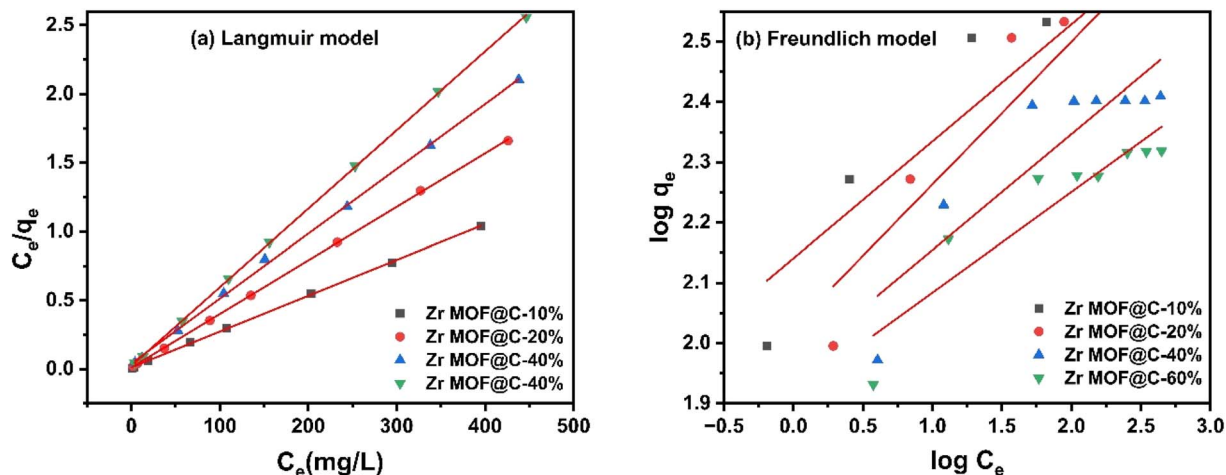 (a) Langmuir model
2.5
2.0
1.5
1.0
0.5
0.0
Cₑ/qₑ
Zr MOF@C-10%
Zr MOF@C-20%
Zr MOF@C-40%
Zr MOF@C-40%
0 100 200 300 400 500
Cₑ(mg/L)
(b) Freundlich model
2.5
2.4
2.3
2.2
2.1
2.0
1.9
log qₑ
Zr MOF@C-10%
Zr MOF@C-20%
Zr MOF@C-40%
Zr MOF@C-60%
−0.5 0.0 0.5 1.0 1.5 2.0 2.5 3.0
log Cₑ